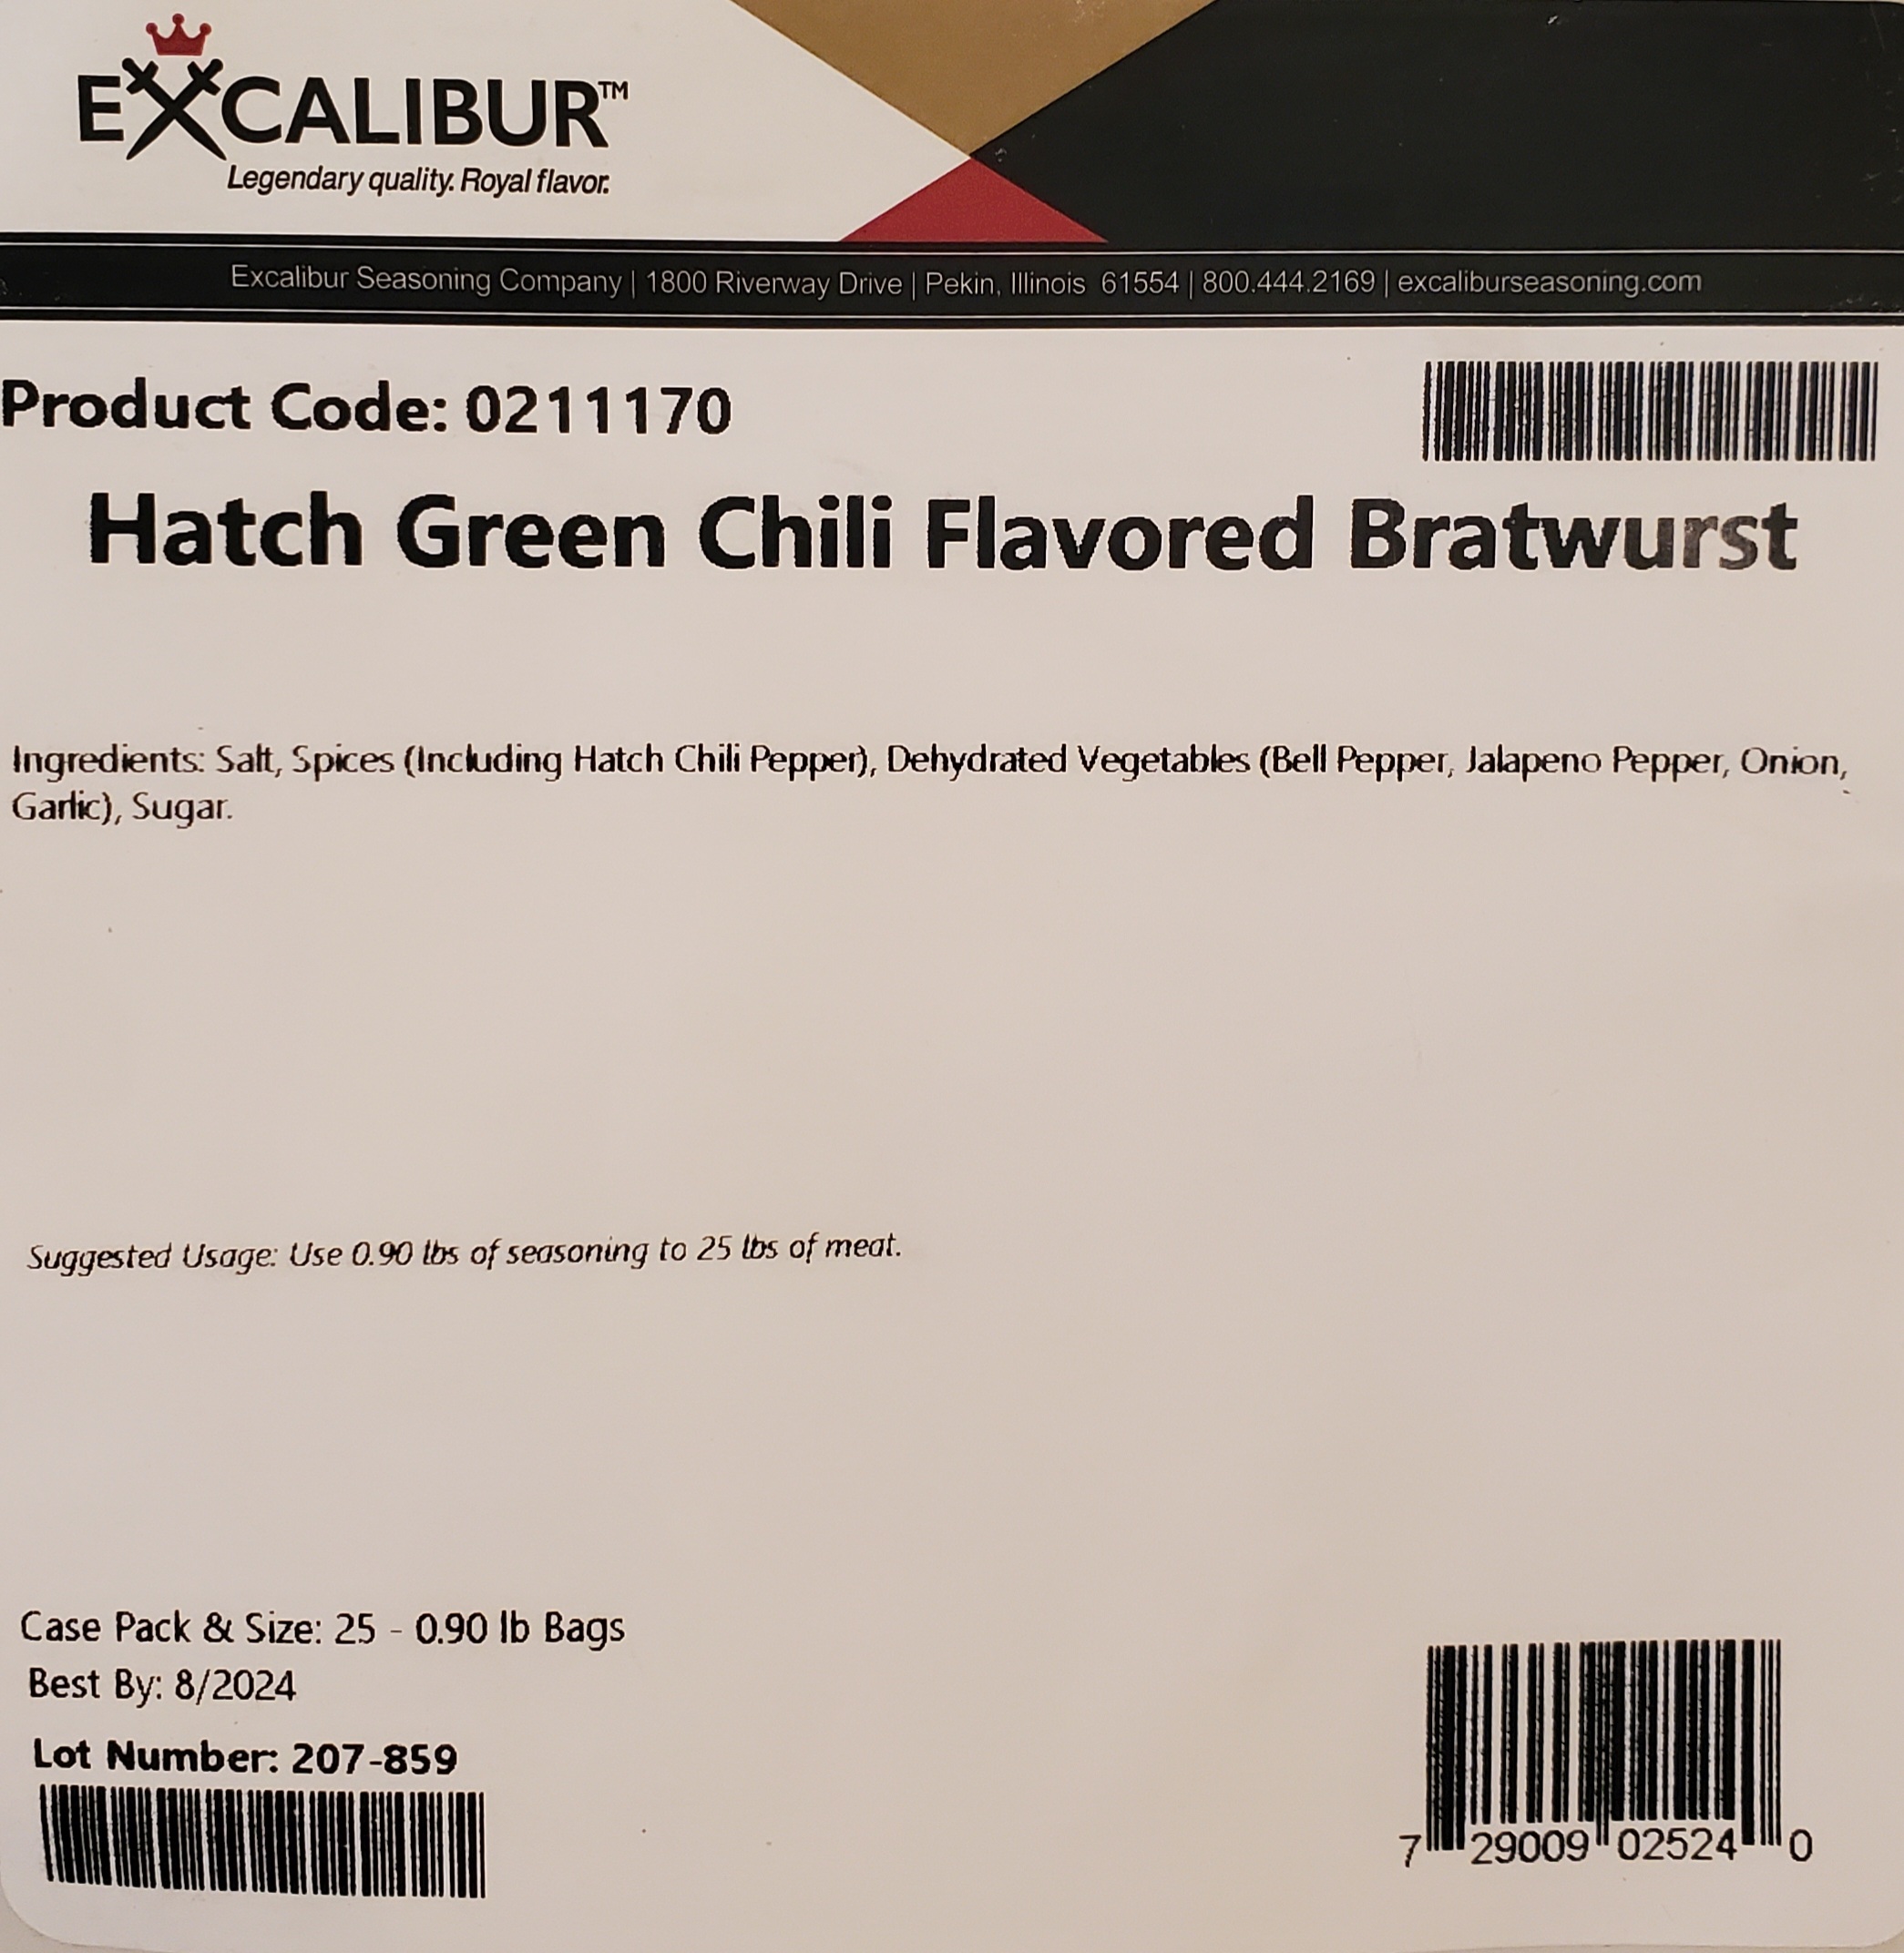 EXCALIBUR™
Legendary quality. Royal flavor.
Excalibur Seasoning Company | 1800 Riverway Drive | Pekin, Illinois 61554 | 800.444.2169 | excaliburseasoning.com
Product Code: 0211170
Hatch Green Chili Flavored Bratwurst
Ingredients: Salt, Spices (Including Hatch Chili Pepper), Dehydrated Vegetables (Bell Pepper, Jalapeno Pepper, Onion,
Garlic), Sugar.
Suggested Usage: Use 0.90 lbs of seasoning to 25 lbs of meat.
Case Pack & Size: 25 - 0.90 lb Bags
Best By: 8/2024
Lot Number: 207-859
7 29009 02524 0